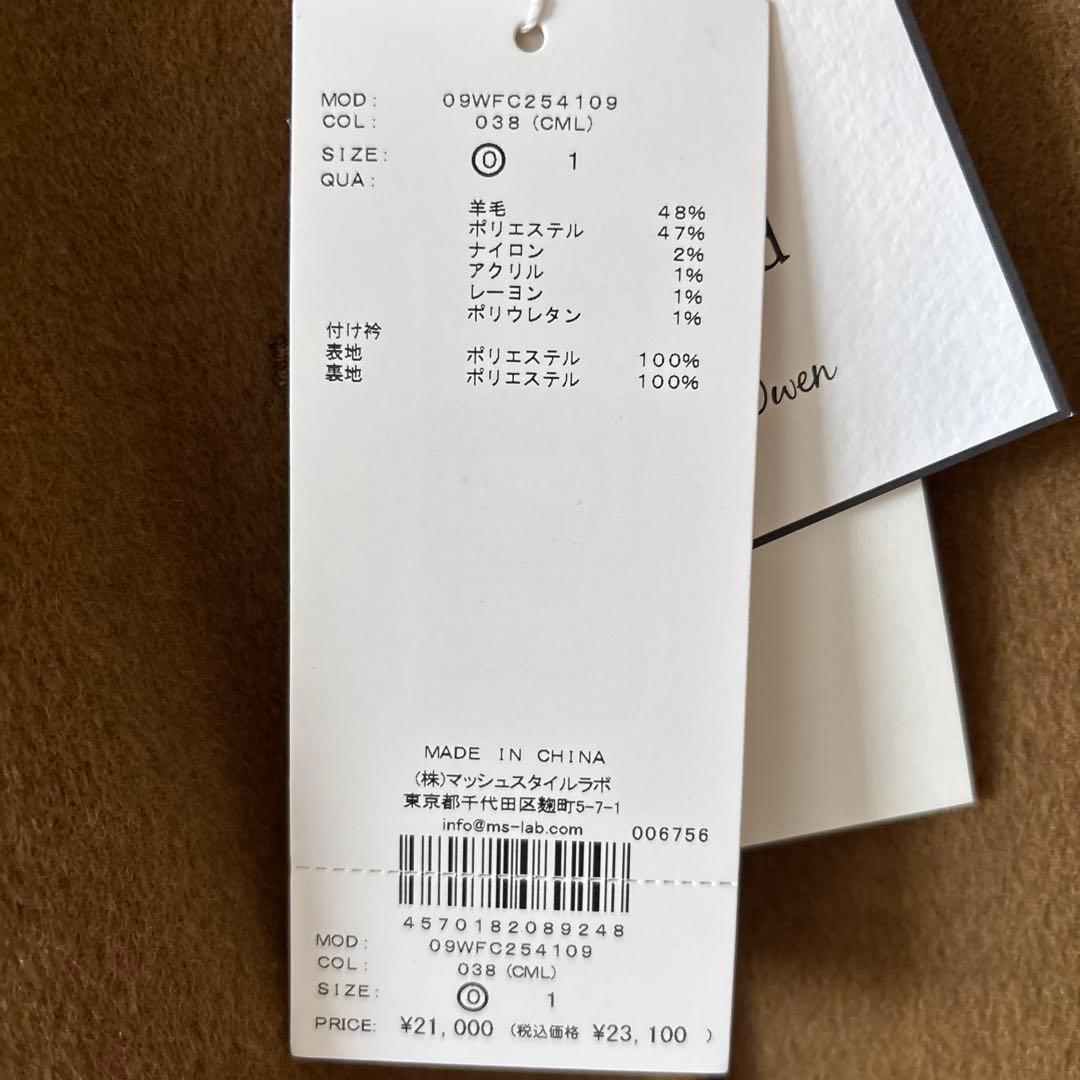 MOD: 09WFC254109
COL: 038 (CML)
SIZE: 0 1
QUA:
羊毛 48%
ポリエステル 47%
ナイロン 2%
アクリル 1%
レーヨン 1%
ポリウレタン 1%
付け衿
表地 ポリエステル 100%
裏地 ポリエステル 100%
MADE IN CHINA
(株)マッシュスタイルラボ
東京都千代田区麹町5-7-1
info@ms-lab.com
006756
4570182089248
MOD: 09WFC254109
COL: 038 (CML)
SIZE: 0 1
PRICE: ¥21,000 (税込価格 ¥23,100 )
d
Owen